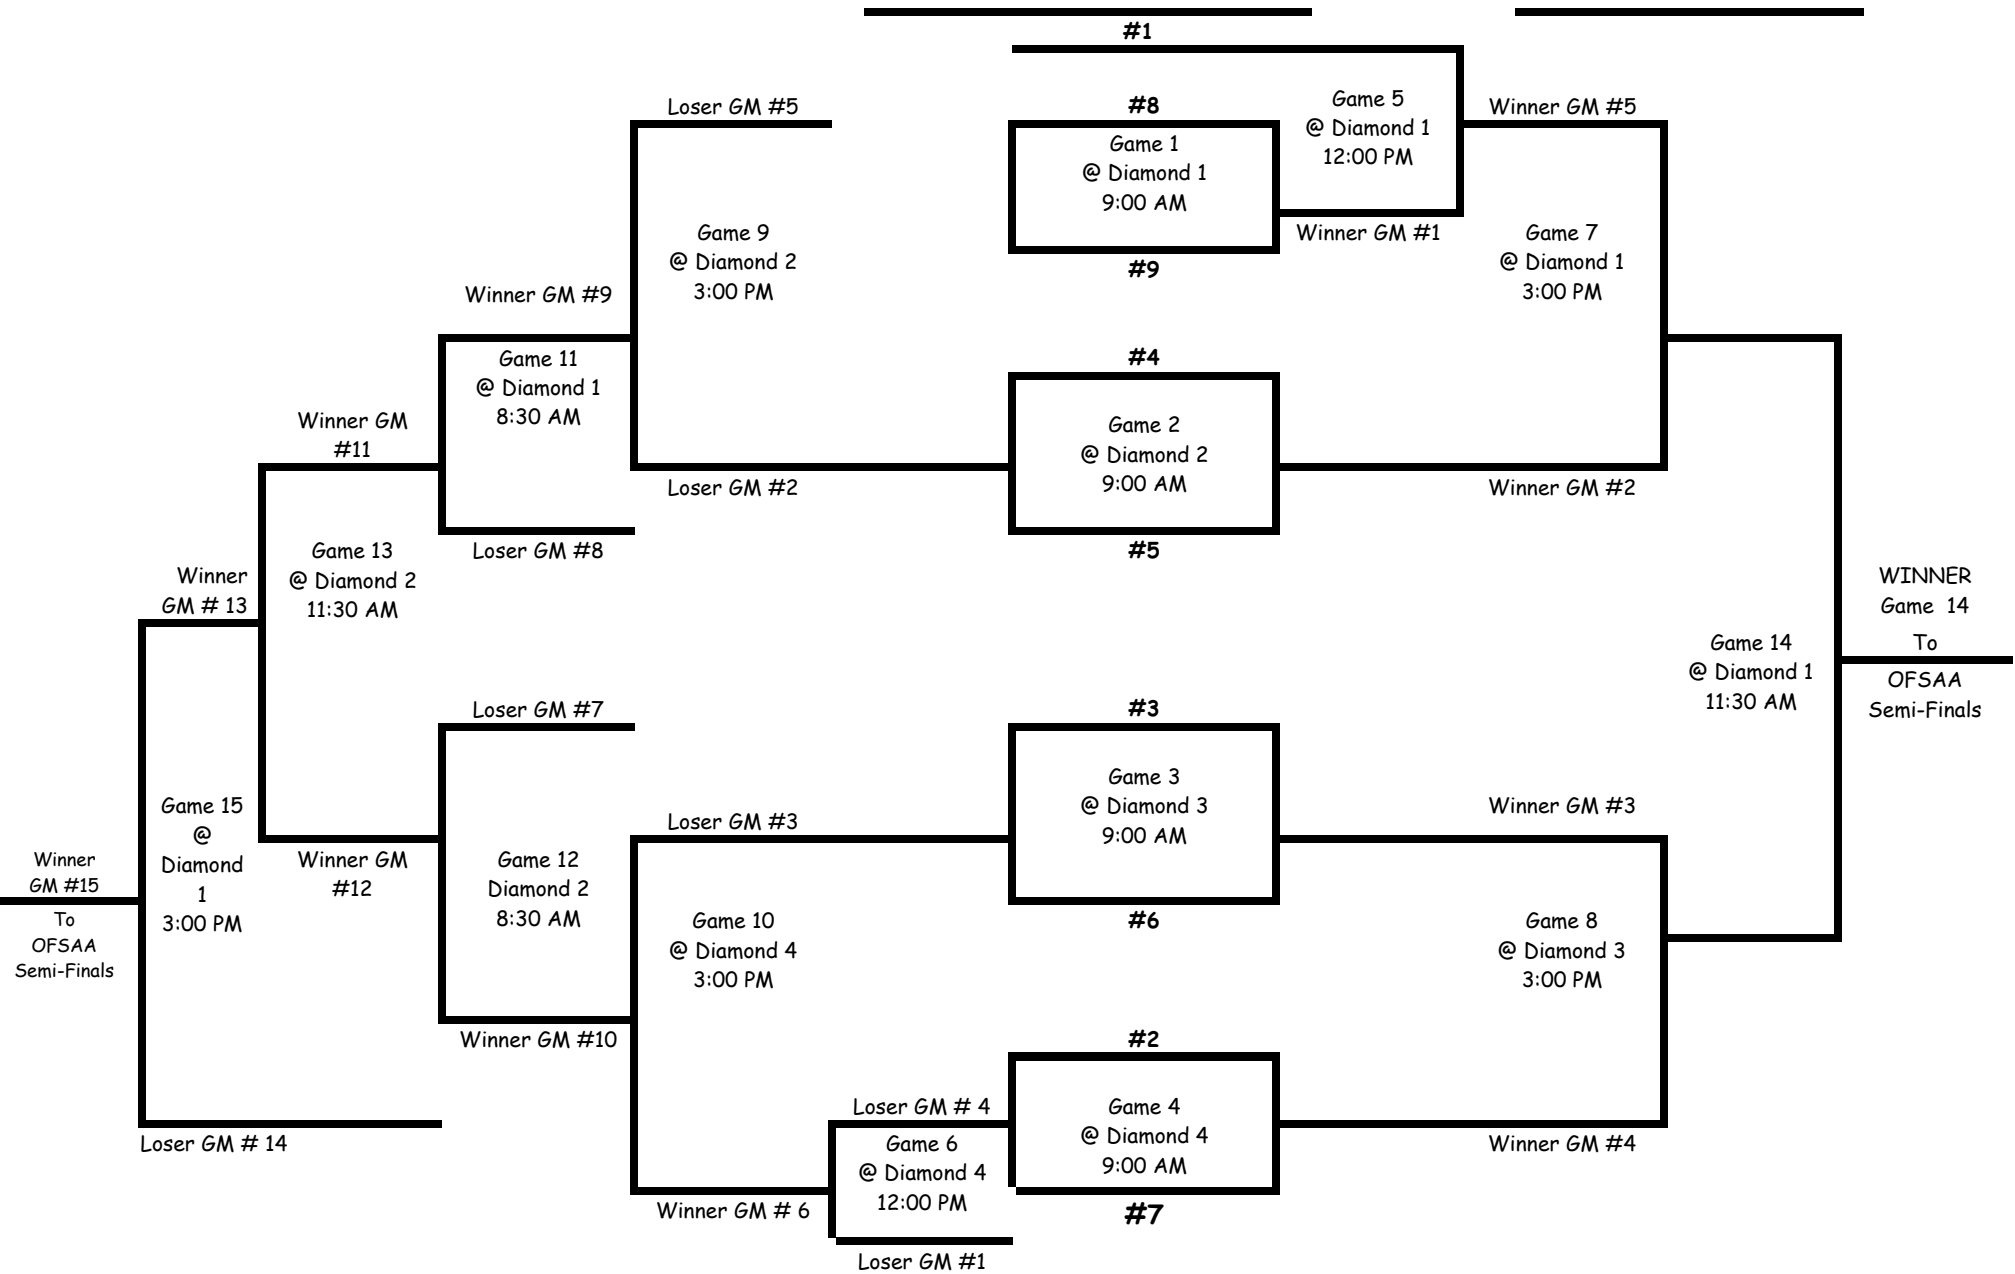 #1
Loser GM #5
#8
Game 5
@ Diamond 1
12:00 PM
Winner GM #5
Game 1
@ Diamond 1
9:00 AM
Game 9
@ Diamond 2
3:00 PM
#9
Winner GM #1
Game 7
@ Diamond 1
3:00 PM
Winner GM #9
#4
Game 11
@ Diamond 1
8:30 AM
Winner GM
#11
Game 2
@ Diamond 2
9:00 AM
Loser GM #2
Winner GM #2
Loser GM #8
#5
Game 13
@ Diamond 2
11:30 AM
Winner
GM # 13
WINNER
Game 14
To
OFSAA
Semi-Finals
Game 14
@ Diamond 1
11:30 AM
Loser GM #7
#3
Game 3
@ Diamond 3
9:00 AM
Game 15
@
Diamond
1
3:00 PM
Loser GM #3
Winner GM #3
Winner
GM #15
To
OFSAA
Semi-Finals
Winner GM
#12
Game 12
Diamond 2
8:30 AM
Game 10
@ Diamond 4
3:00 PM
#6
Game 8
@ Diamond 3
3:00 PM
Winner GM #10
#2
Loser GM # 4
Game 4
@ Diamond 4
9:00 AM
Loser GM # 14
Game 6
@ Diamond 4
12:00 PM
Winner GM #4
Winner GM # 6
#7
Loser GM #1